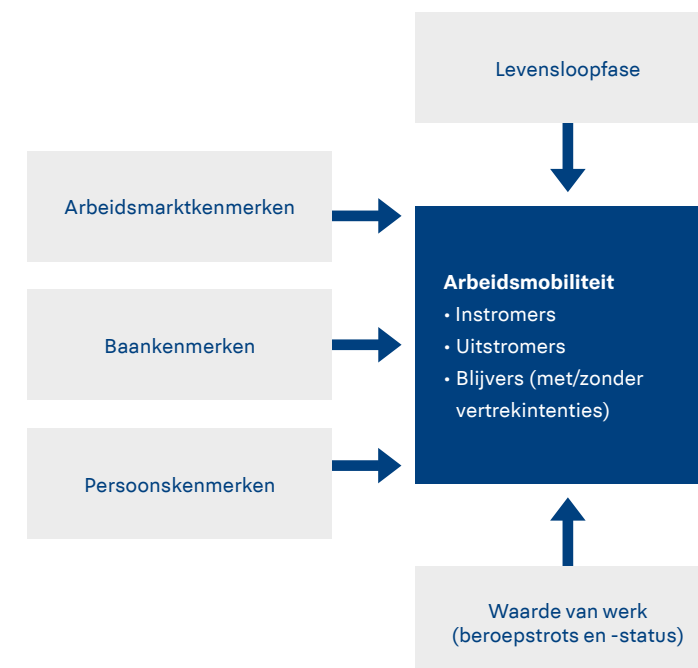 Levensloopfase
Arbeidsmarktkenmerken
Baankenmerken
Persoonskenmerken
Arbeidsmobiliteit
• Instromers
• Uitstromers
• Blijvers (met/zonder
vertrekintenties)
Waarde van werk
(beroepstrots en -status)